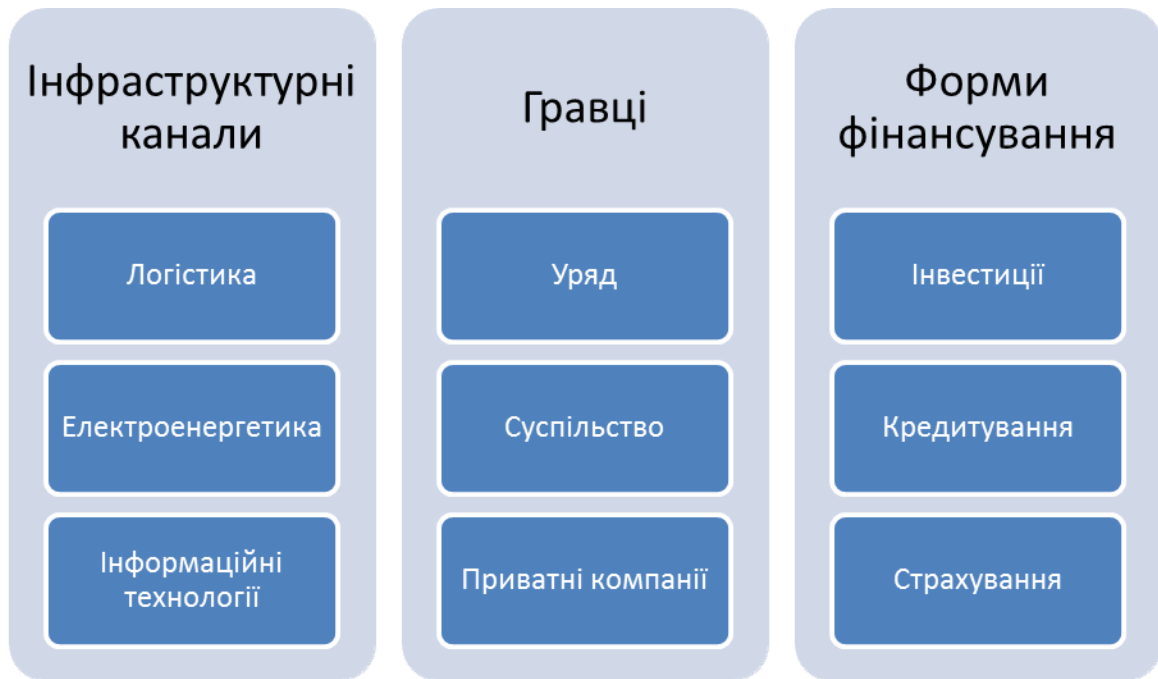 Інфраструктурні
канали
Логістика
Електроенергетика
Інформаційні
технології
Гравці
Уряд
Суспільство
Приватні компанії
Форми
фінансування
Інвестиції
Кредитування
Страхування